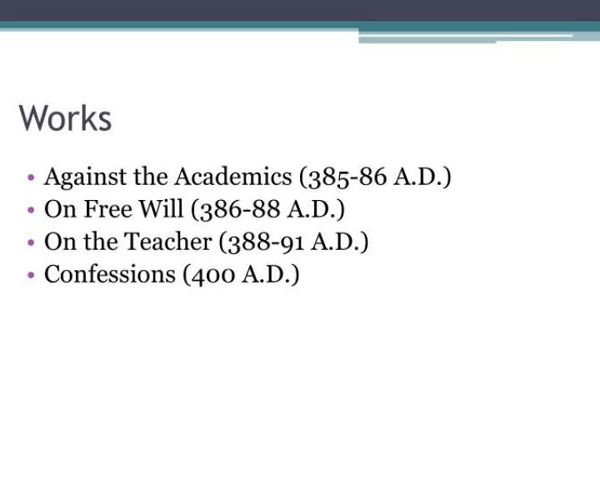 Works
• Against the Academics (385-86 A.D.)
• On Free Will (386-88 A.D.)
• On the Teacher (388-91 A.D.)
• Confessions (400 A.D.)